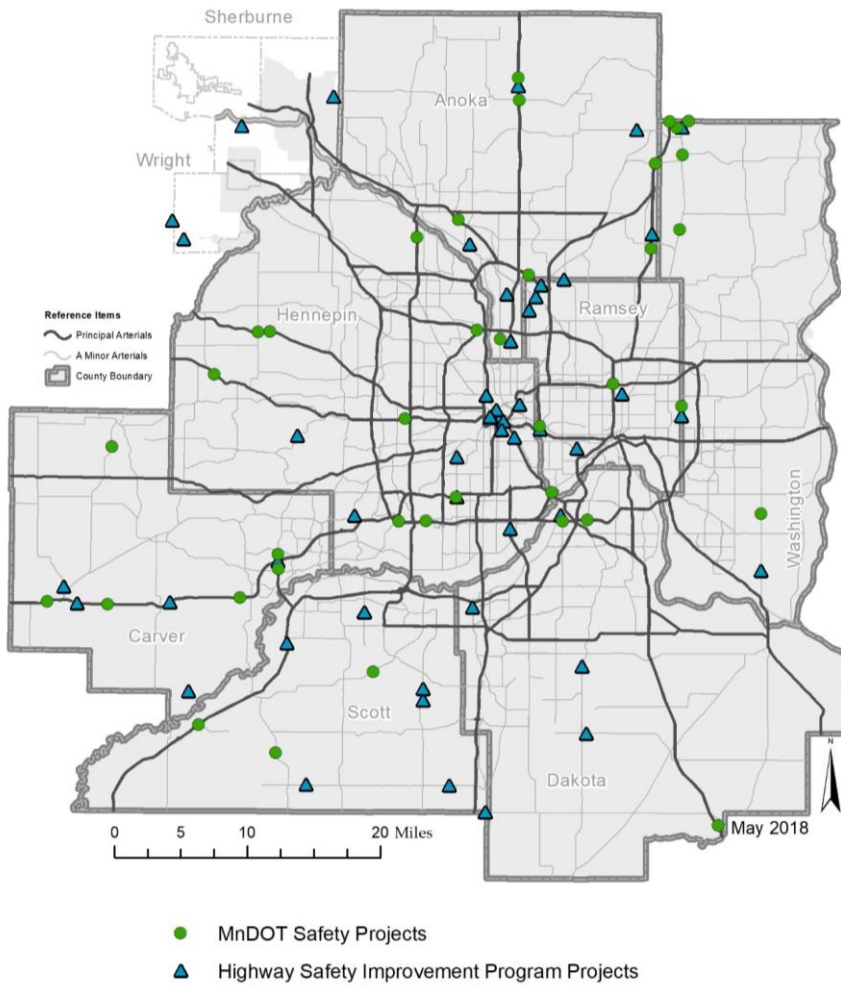 Sherburne
Anoka
Wright
Hennepin
Ramsey
Reference Items
Principal Arterials
A Minor Arterials
County Boundary
Washington
Carver
Scott
Dakota
N
May 2018
0 5 10 20 Miles
MnDOT Safety Projects
Highway Safety Improvement Program Projects